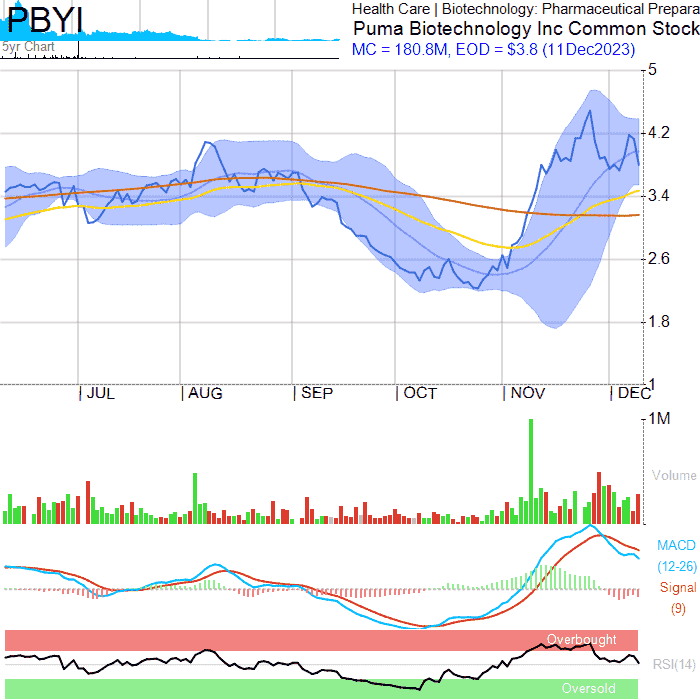 PBYI
5yr Chart
Health Care | Biotechnology: Pharmaceutical Prepara
Puma Biotechnology Inc Common Stock
MC = 180.8M, EOD = $3.8 (11Dec2023)
5
4.2
3.4
2.6
1.8
1
JUL AUG SEP OCT NOV DEC
1M
Volume
MACD
(12-26)
Signal
(9)
Overbought
RSI(14)
Oversold